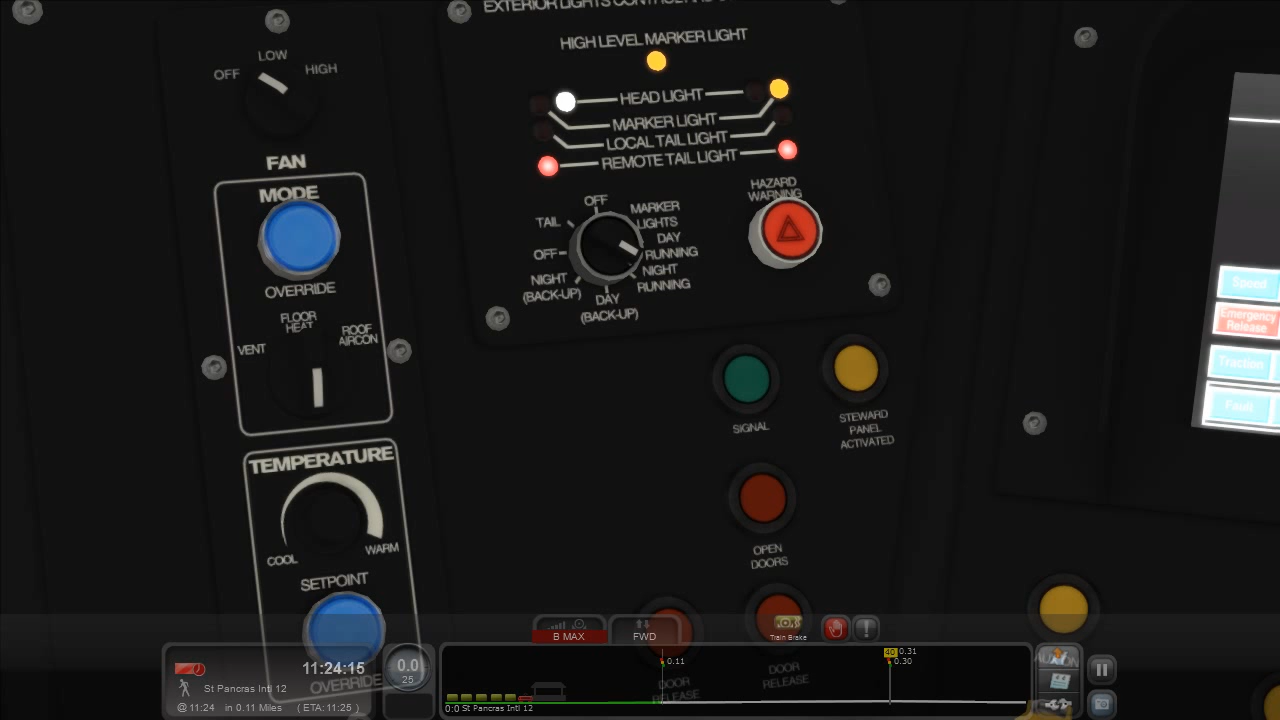 EXTERIOR LIGHTS CONTROL
HIGH LEVEL MARKER LIGHT
HEAD LIGHT
MARKER LIGHT
LOCAL TAIL LIGHT
REMOTE TAIL LIGHT
LOW
OFF
HIGH
FAN
MODE
OVERRIDE
FLOOR
HEAT
VENT
ROOF
AIRCON
TEMPERATURE
COOL
WARM
SETPOINT
OVERRIDE
OFF
TAIL
OFF
NIGHT
(BACK-UP)
DAY
(BACK-UP)
MARKER
LIGHTS
DAY
RUNNING
NIGHT
RUNNING
HAZARD
WARNING
SIGNAL
STEWARD
PANEL
ACTIVATED
OPEN
DOORS
DOOR
RELEASE
DOOR
RELEASE
Speed
Emergency
Release
Traction
Fault
B MAX
FWD
Train Brake
11:24:15
St Pancras Intl 12
@ 11:24 in 0.11 Miles ( ETA: 11:25 )
0.0
25
0.11
40 0.31
0.30
0:0 St Pancras Intl 12